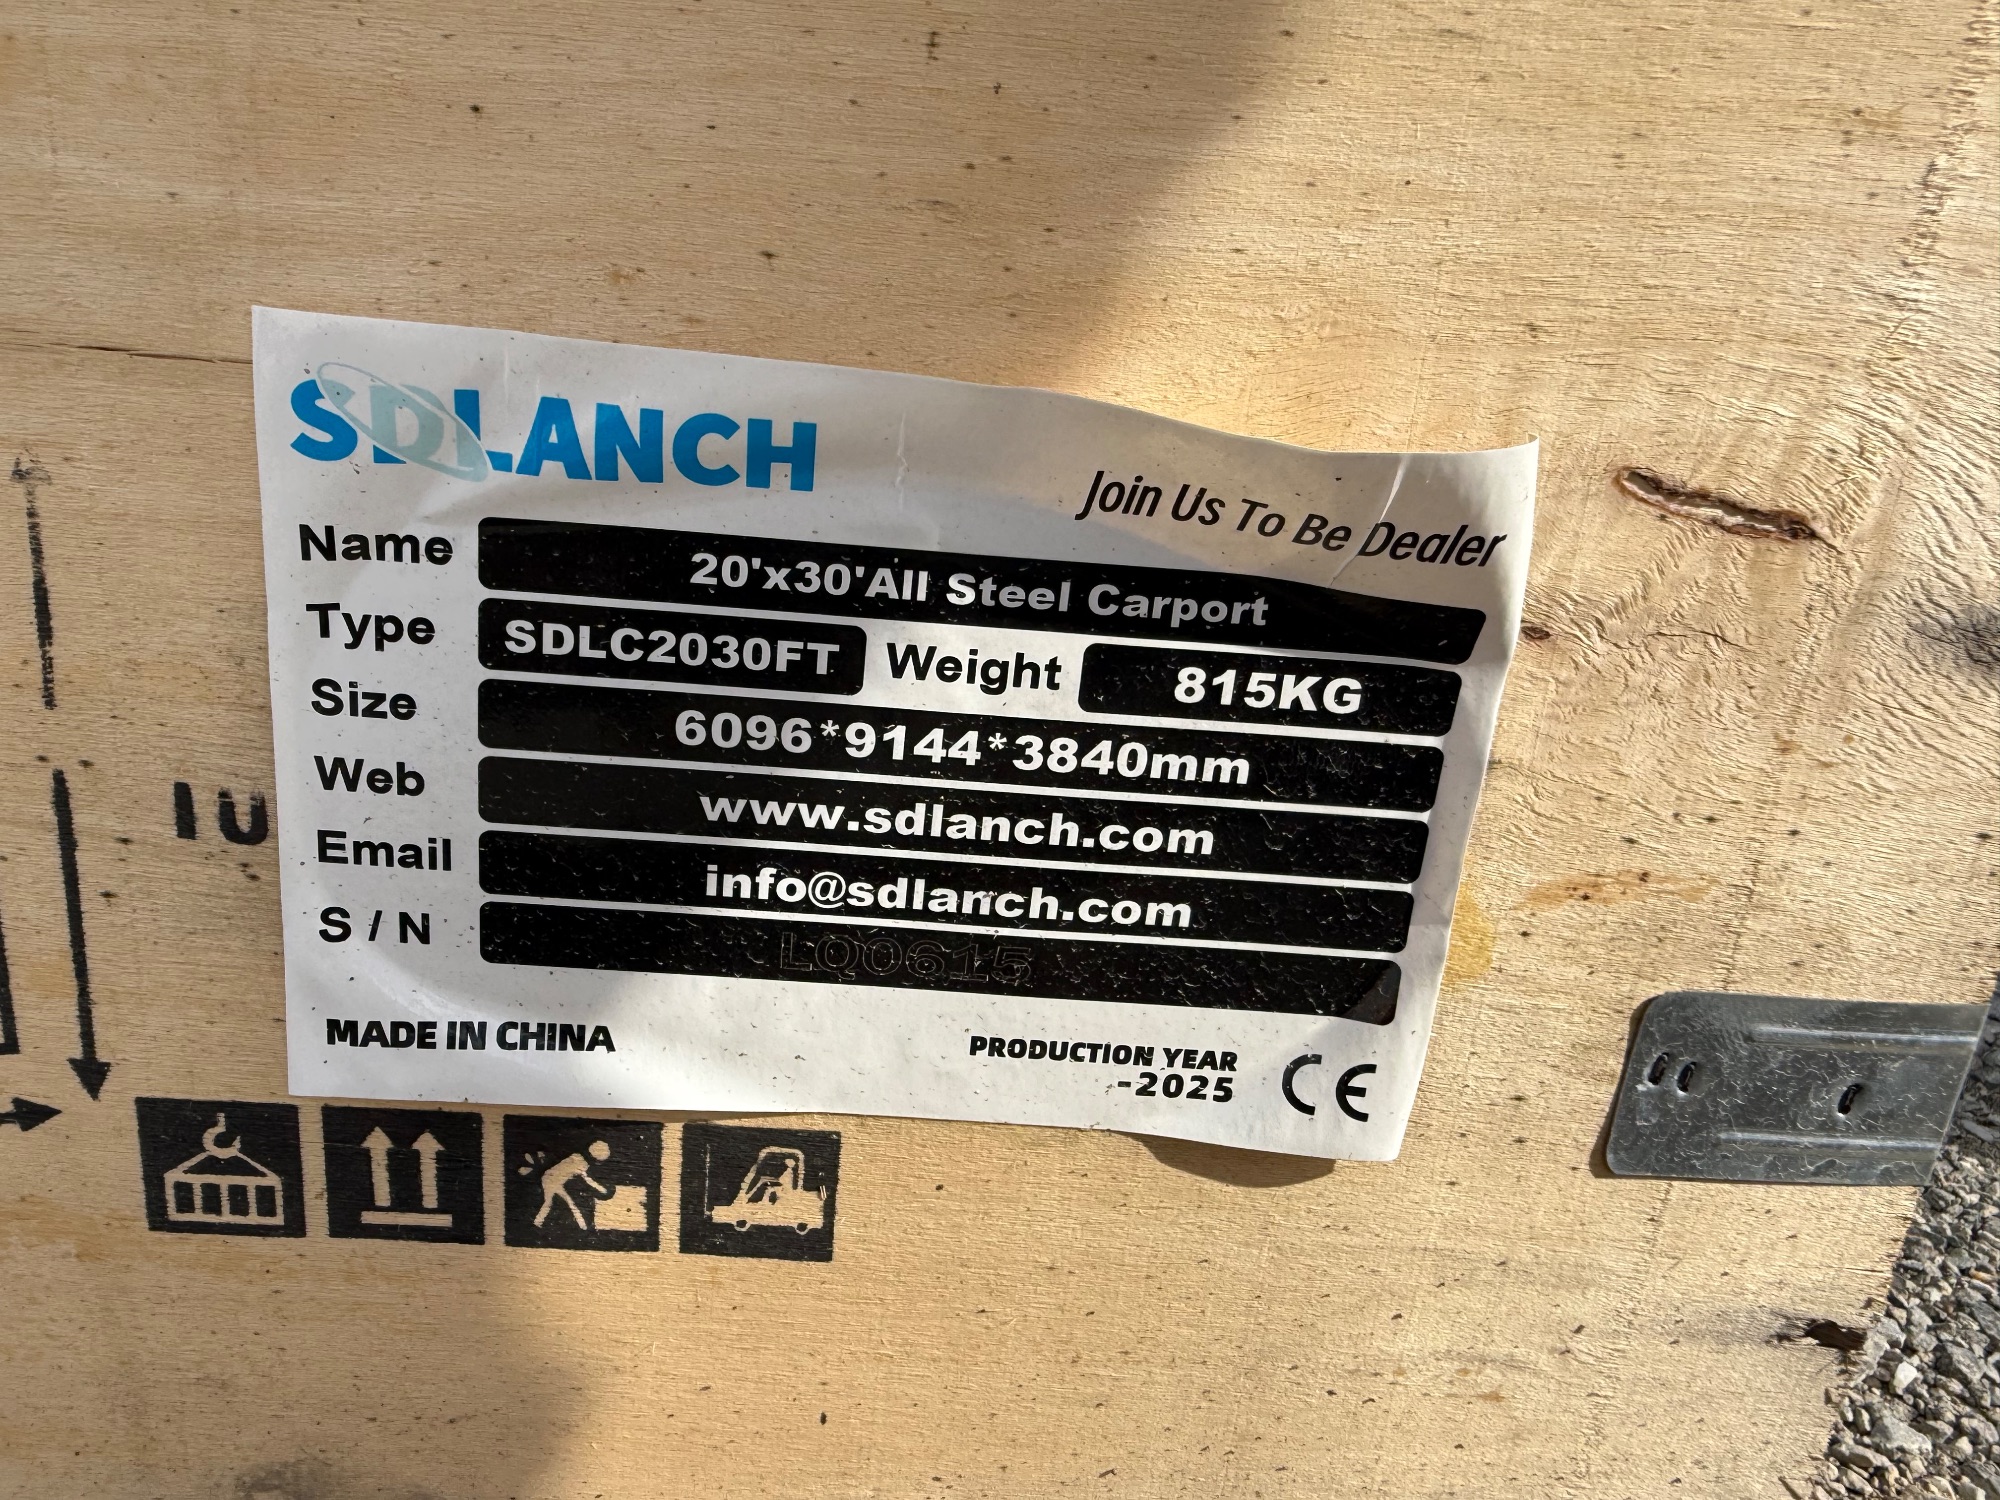 SDLANCH
Join Us To Be Dealer
Name 20'x30'All Steel Carport
Type SDLC2030FT Weight 815KG
Size 6096*9144*3840mm
Web www.sdlanch.com
Email info@sdlanch.com
S / N LQ0615
MADE IN CHINA
PRODUCTION YEAR
-2025
CE